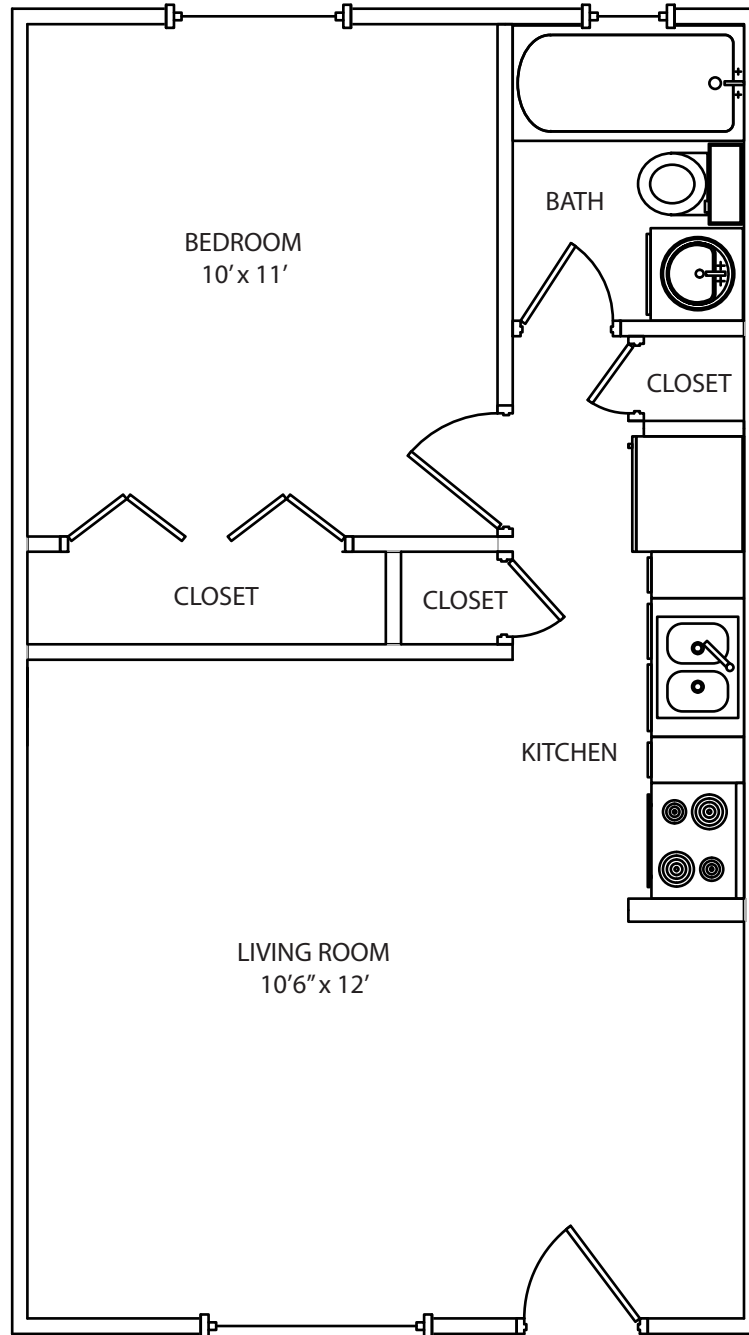 BATH
BEDROOM
10’ x 11’
CLOSET
CLOSET
CLOSET
KITCHEN
LIVING ROOM
10’6” x 12’